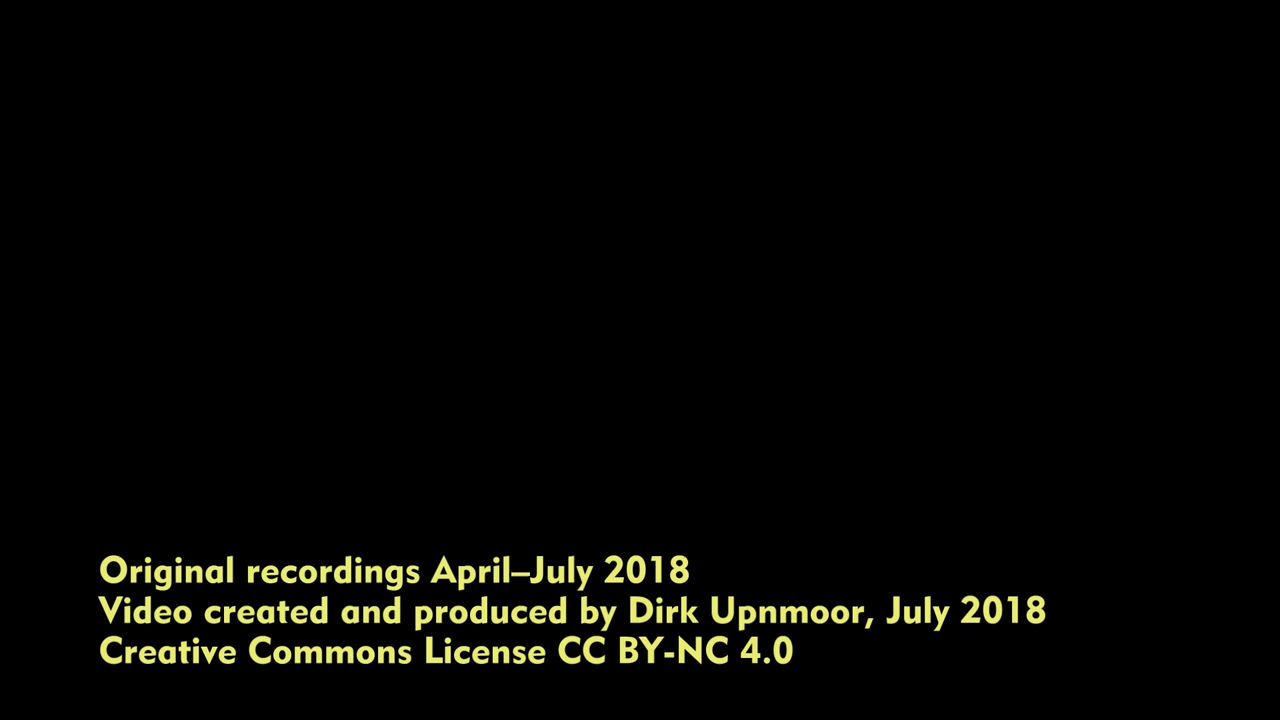 Original recordings April–July 2018
Video created and produced by Dirk Upnmoor, July 2018
Creative Commons License CC BY-NC 4.0